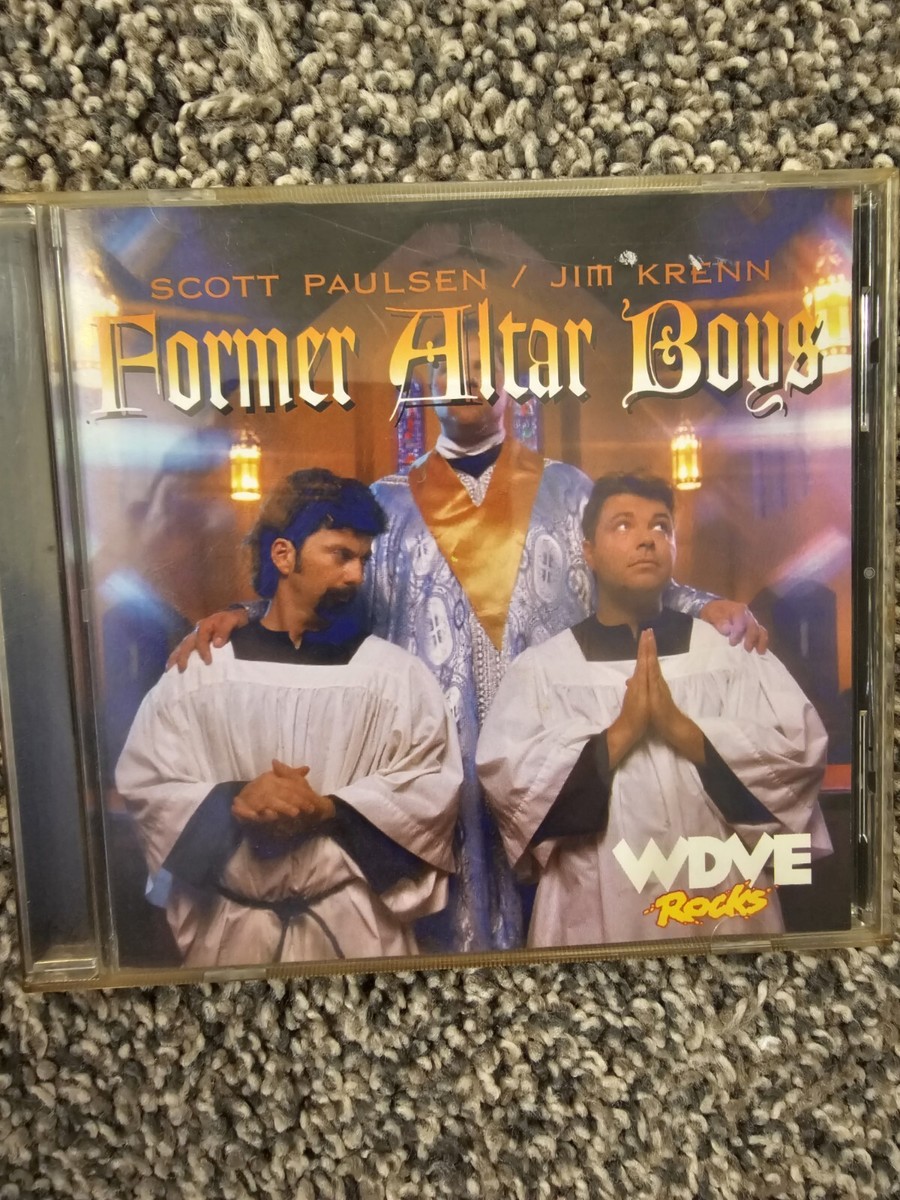 SCOTT PAULSEN / JIM KRENN
Former Altar Boys
WDVE
Rocks